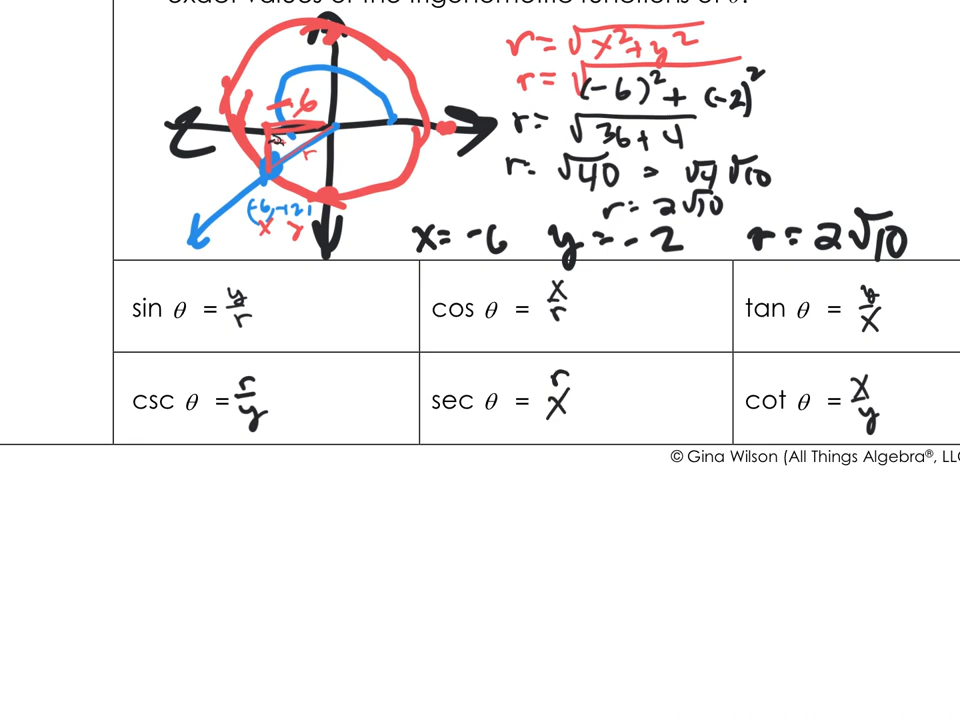 exact values of the trigonometric functions of θ.
-6
r
(-6,-2)
x y
r = √x²+y²
r = √(-6)²+(-2)²
r = √36+4
r = √40 = √4 √10
r = 2√10
x = -6 y = -2 r = 2√10
sin θ = y/r cos θ = x/r tan θ = y/x
csc θ = r/y sec θ = r/x cot θ = x/y
© Gina Wilson (All Things Algebra®, LLC